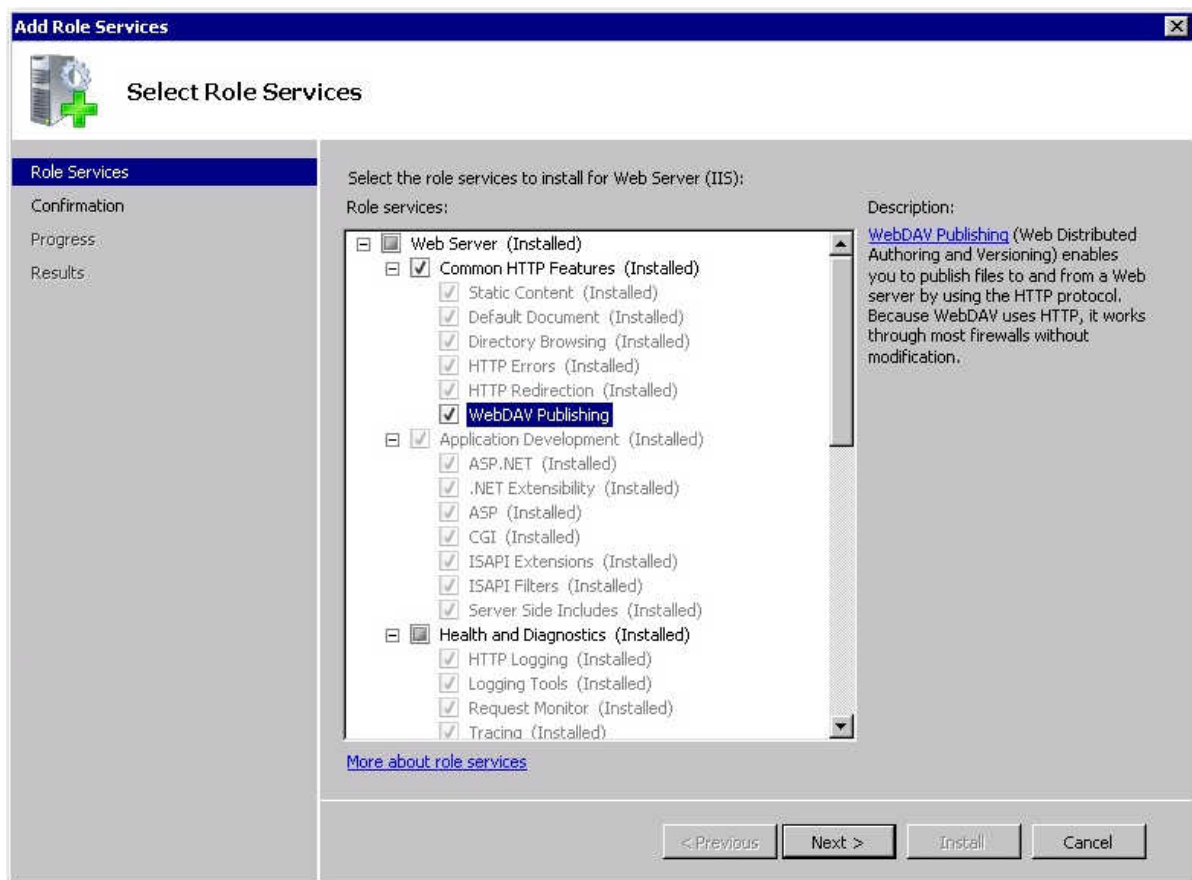 Add Role Services
Select Role Services
Role Services
Confirmation
Progress
Results
Select the role services to install for Web Server (IIS):
Role services:
Web Server (Installed)
Common HTTP Features (Installed)
Static Content (Installed)
Default Document (Installed)
Directory Browsing (Installed)
HTTP Errors (Installed)
HTTP Redirection (Installed)
WebDAV Publishing
Application Development (Installed)
ASP.NET (Installed)
.NET Extensibility (Installed)
ASP (Installed)
CGI (Installed)
ISAPI Extensions (Installed)
ISAPI Filters (Installed)
Server Side Includes (Installed)
Health and Diagnostics (Installed)
HTTP Logging (Installed)
Logging Tools (Installed)
Request Monitor (Installed)
Tracing (Installed)
More about role services
Description:
WebDAV Publishing (Web Distributed
Authoring and Versioning) enables
you to publish files to and from a Web
server by using the HTTP protocol.
Because WebDAV uses HTTP, it works
through most firewalls without
modification.
< Previous
Next >
Install
Cancel